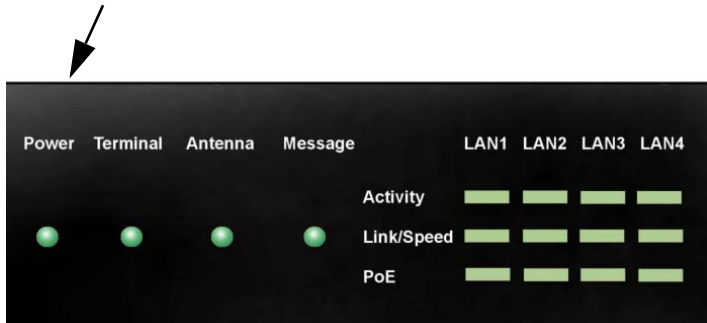 Power Terminal Antenna Message LAN1 LAN2 LAN3 LAN4
Activity
Link/Speed
PoE